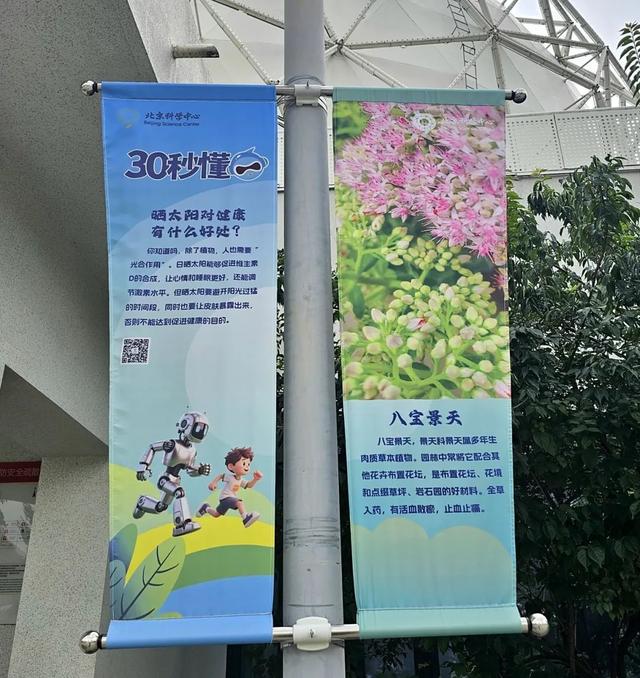 北京科学中心
Beijing Science Center
30秒懂
晒太阳对健康
有什么好处?
你知道吗,除了植物,人也需要"
光合作用"。日晒太阳能够促进维生素
D的合成,让心情和睡眠更好,还能调
节激素水平。但晒太阳要避开阳光过猛
的时间段,同时也要让皮肤暴露出来,
否则不能达到促进健康的目的。
八宝景天
八宝景天,景天科景天属多年生
肉质草本植物。园林中常将它配合其
他花卉布置花坛,是布置花坛、花境
和点缀草坪、岩石园的好材料。全草
入药,有活血散瘀,止血止痛。
防安全疏散